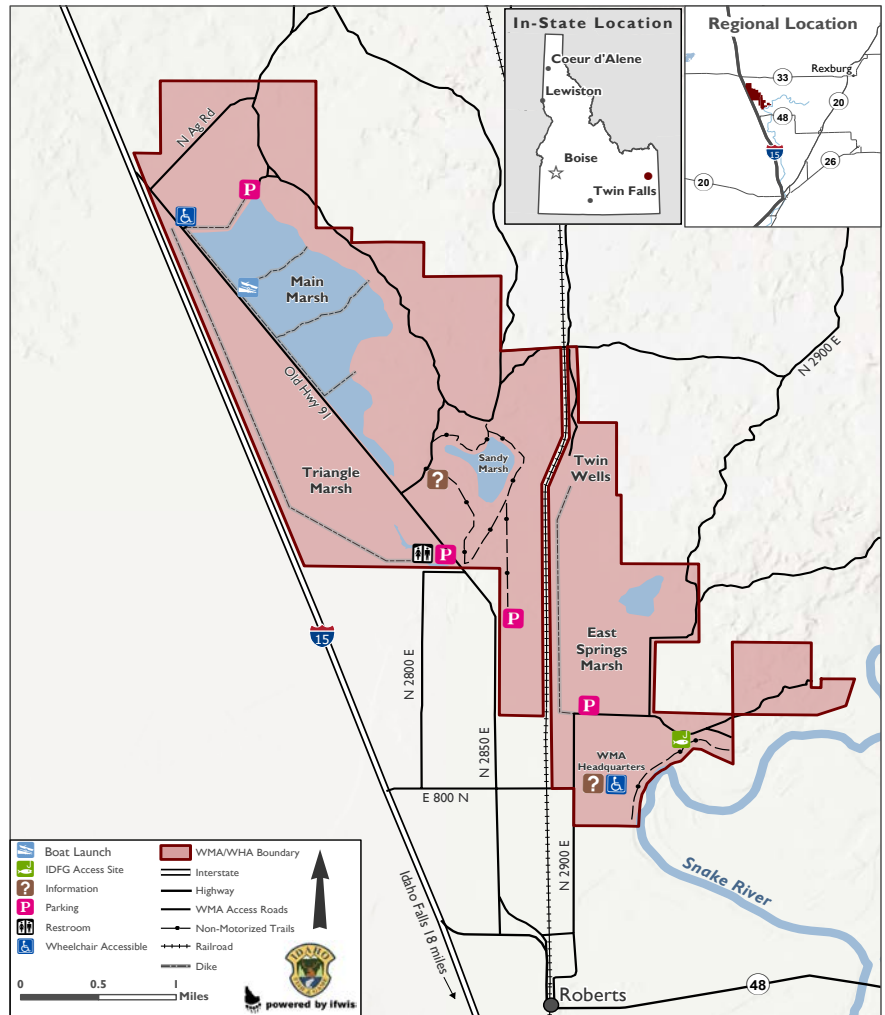 In-State Location
Coeur d'Alene
Lewiston
Boise
Twin Falls
Regional Location
Rexburg
33
20
48
15
26
20
N Ag Rd
P
Main
Marsh
Old Hwy 91
N 2900 E
Triangle
Marsh
Sandy
Marsh
?
Twin
Wells
P
P
15
East
Springs
Marsh
N 2800 E
N 2850 E
P
WMA
Headquarters
?
E 800 N
N 2900 E
Snake River
Idaho Falls 18 miles
Roberts
48
Boat Launch
IDFG Access Site
? Information
P Parking
Restroom
Wheelchair Accessible
WMA/WHA Boundary
Interstate
Highway
WMA Access Roads
Non-Motorized Trails
Railroad
Dike
0 0.5 1
Miles
IDAHO
FISH & GAME
powered by ifwis